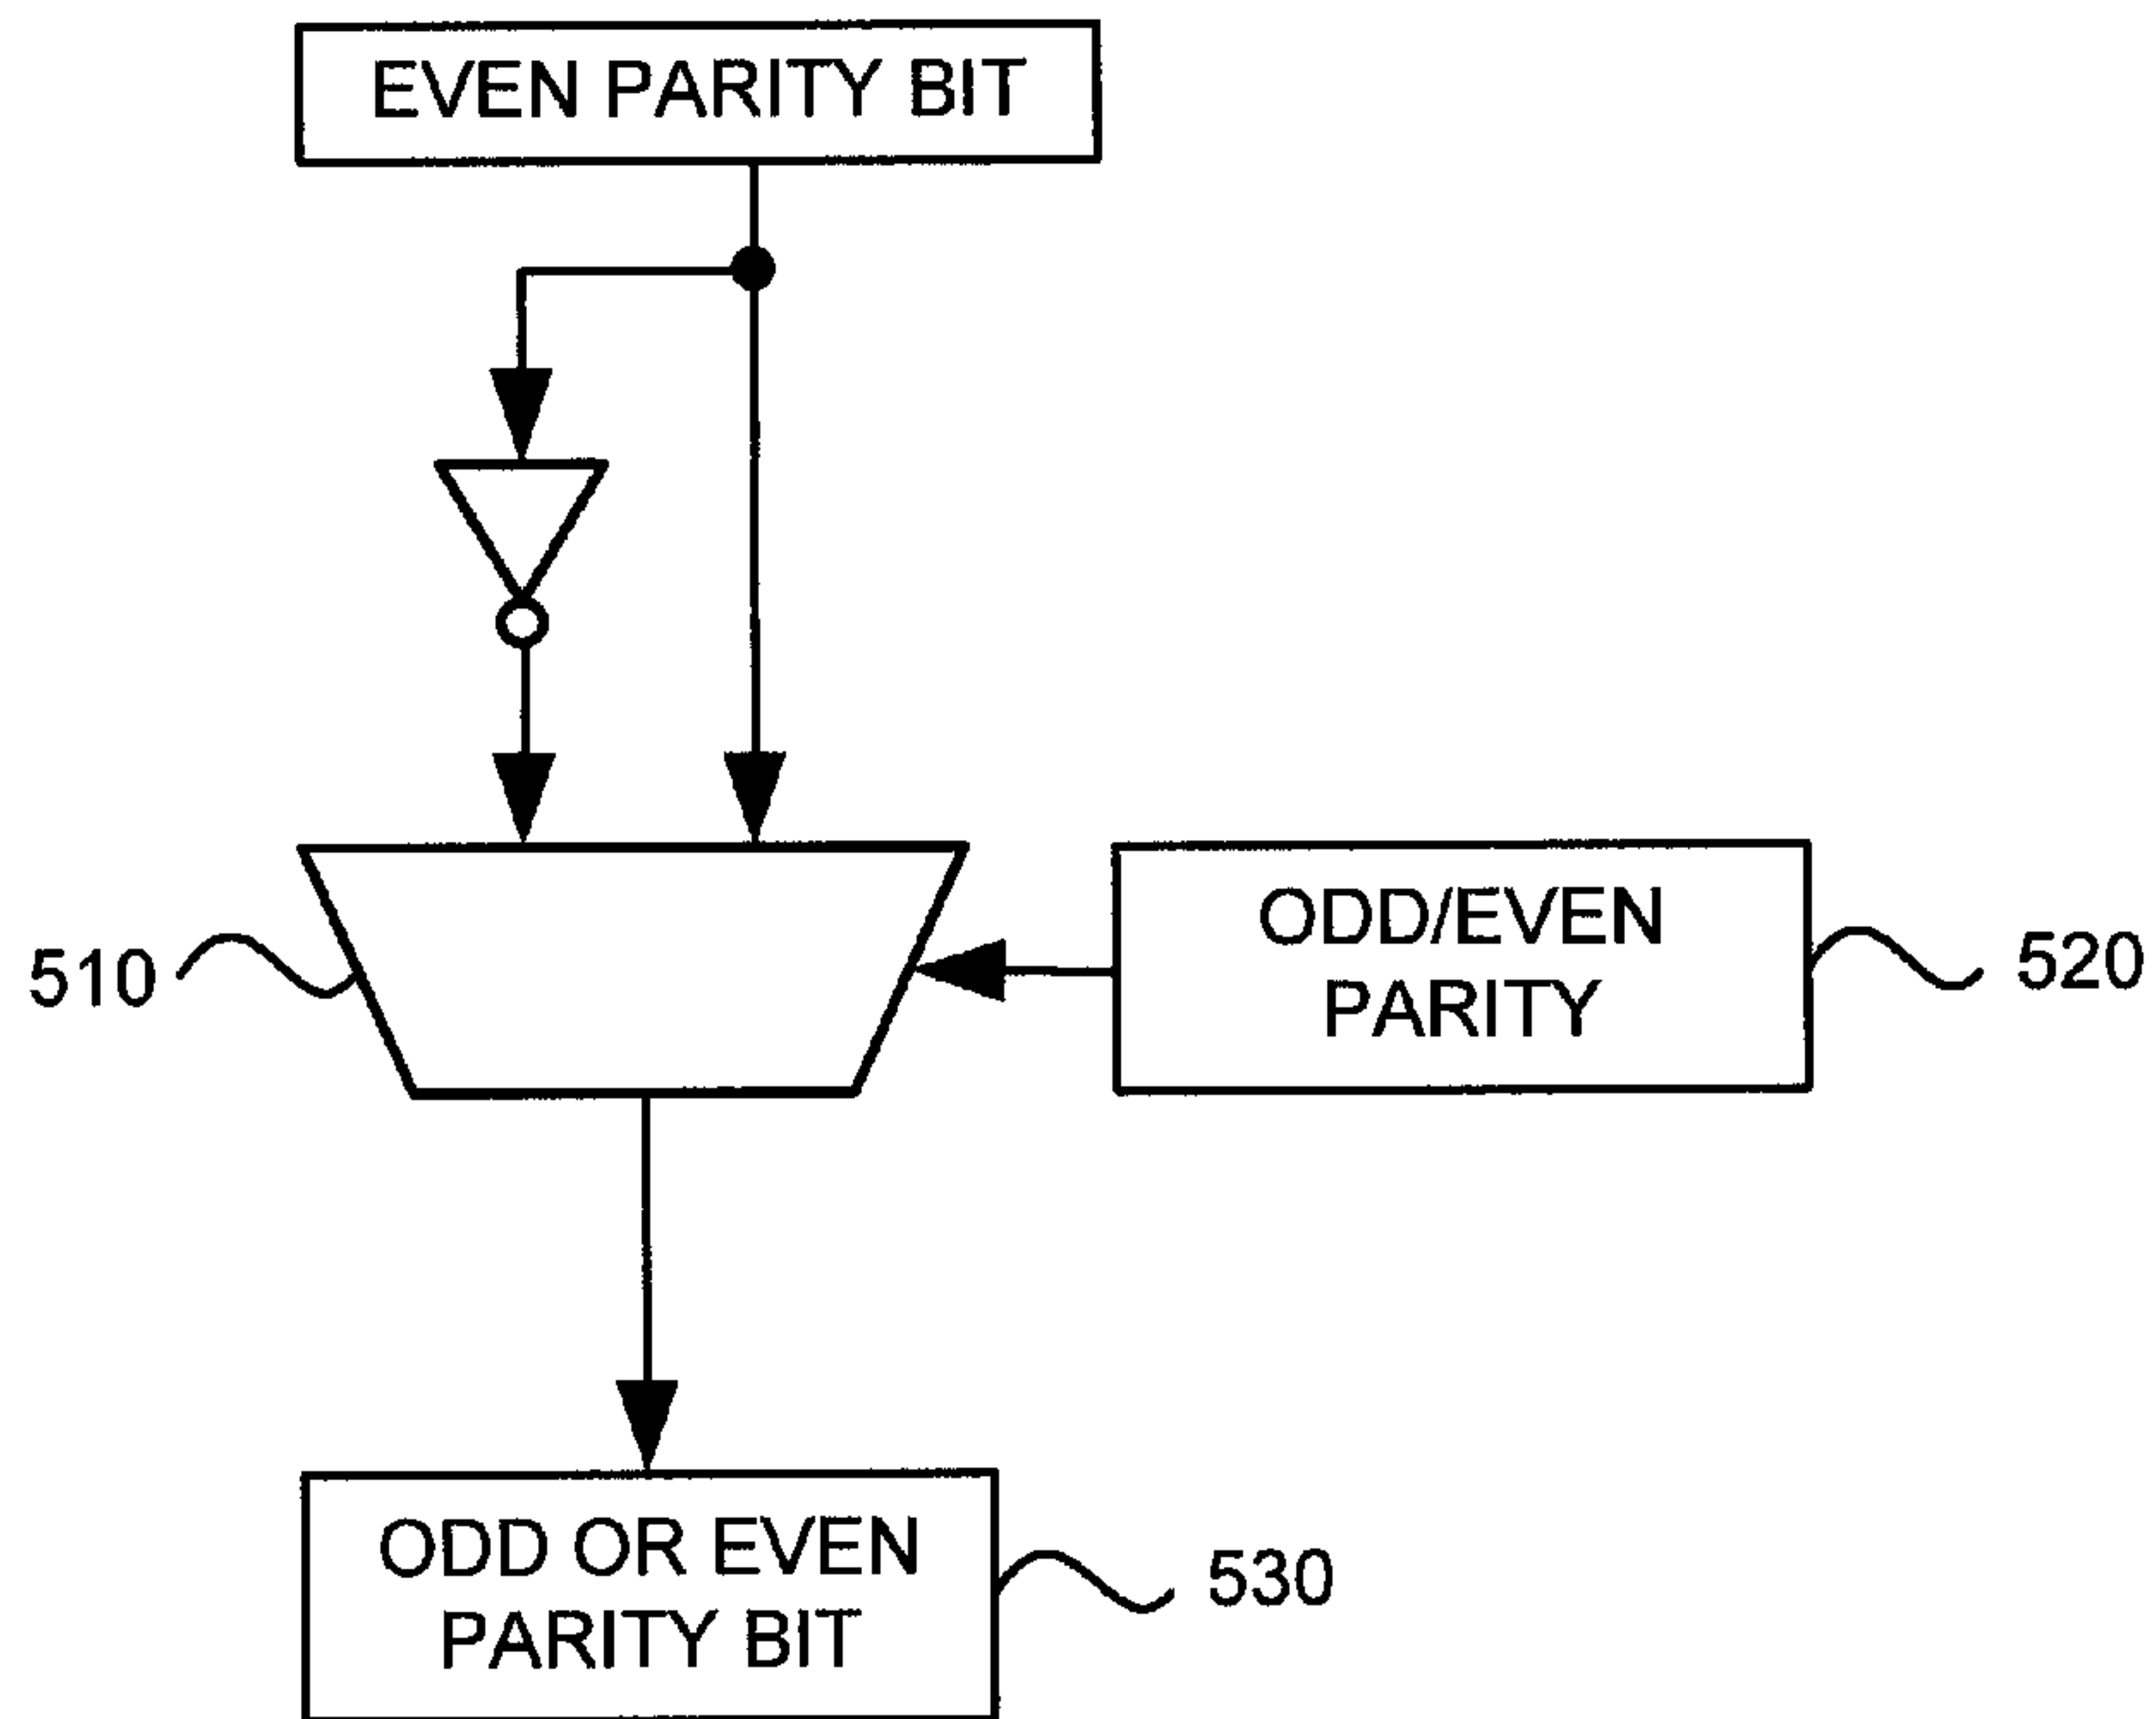 EVEN PARITY BIT
510
ODD/EVEN
PARITY
520
ODD OR EVEN
PARITY BIT
530